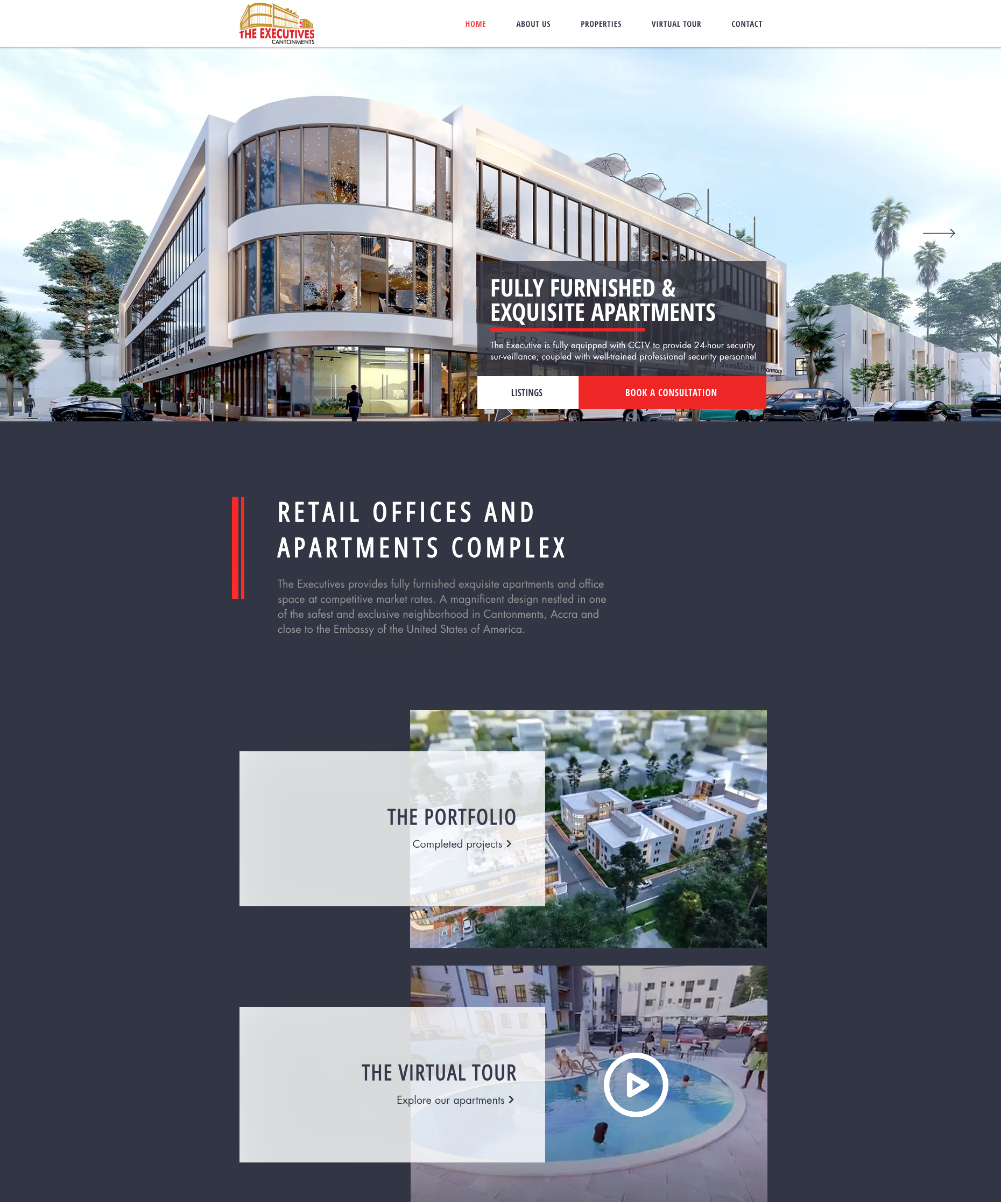 THE EXECUTIVES
CANTONMENTS
HOME
ABOUT US
PROPERTIES
VIRTUAL TOUR
CONTACT
FULLY FURNISHED &
EXQUISITE APARTMENTS
The Executive is fully equipped with CCTV to provide 24-hour security
sur-veillance, coupled with well-trained professional security personnel
LISTINGS
BOOK A CONSULTATION
RETAIL OFFICES AND
APARTMENTS COMPLEX
The Executives provides fully furnished exquisite apartments and office
space at competitive market rates. A magnificent design nestled in one
of the safest and exclusive neighborhood in Cantonments, Accra and
close to the Embassy of the United States of America.
THE PORTFOLIO
Completed projects
THE VIRTUAL TOUR
Explore our apartments